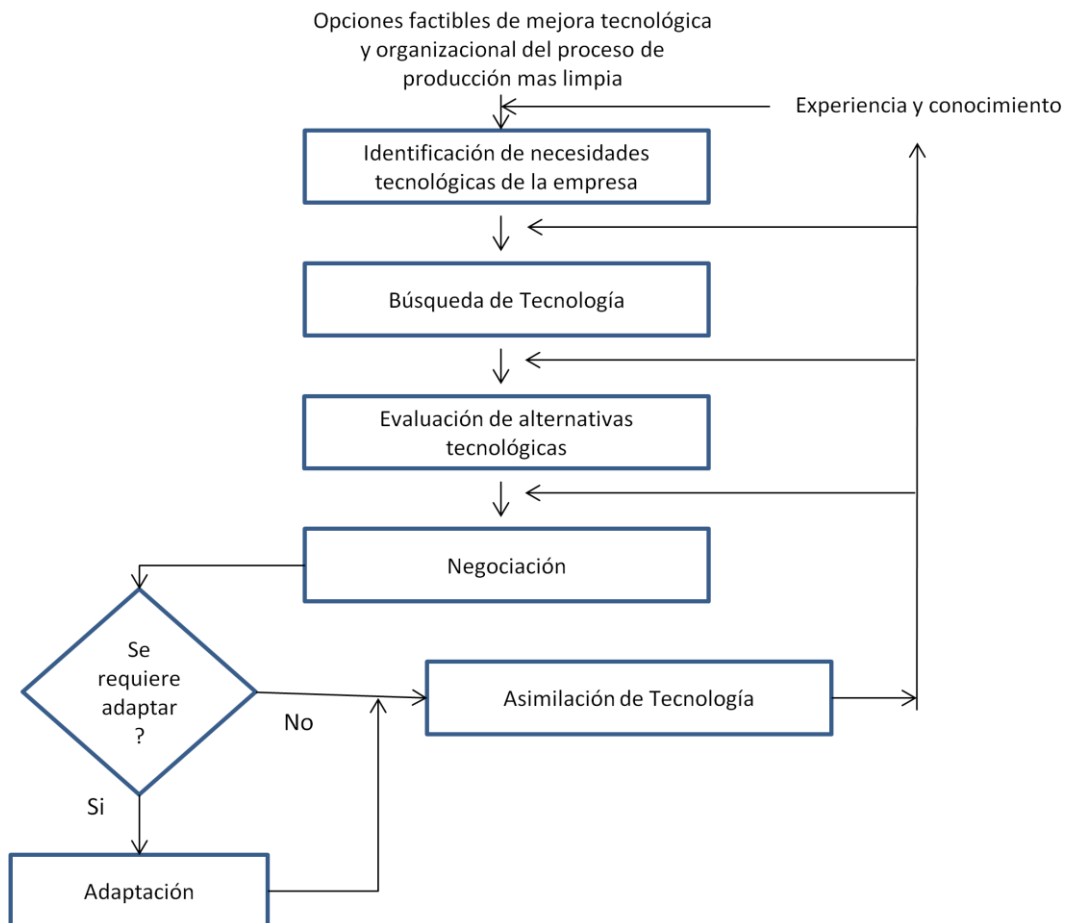 Opciones factibles de mejora tecnológica
y organizacional del proceso de
producción mas limpia
Experiencia y conocimiento
Identificación de necesidades
tecnológicas de la empresa
Búsqueda de Tecnología
Evaluación de alternativas
tecnológicas
Negociación
Se
requiere
adaptar
?
No
Asimilación de Tecnología
Si
Adaptación